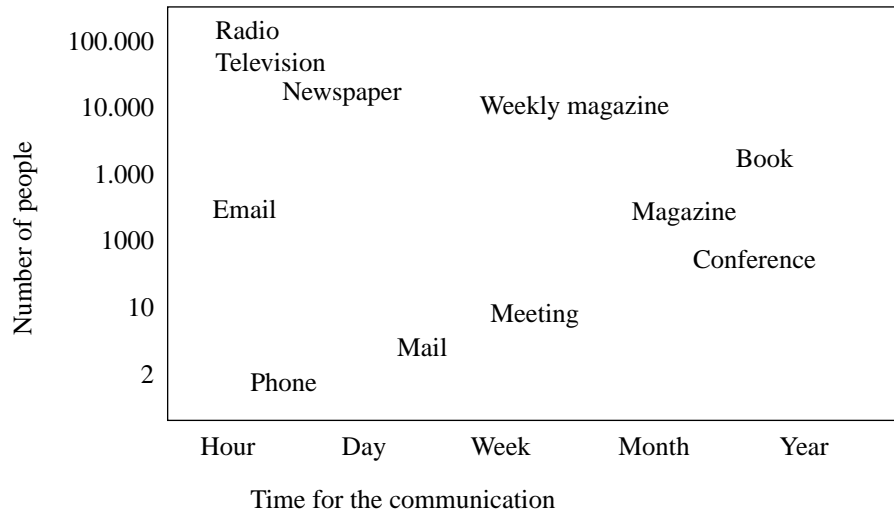 100.000
Radio
Television
Newspaper
10.000
Weekly magazine
Book
1.000
Email
Magazine
1000
Conference
10
Meeting
Mail
2
Phone
Number of people
Hour Day Week Month Year
Time for the communication